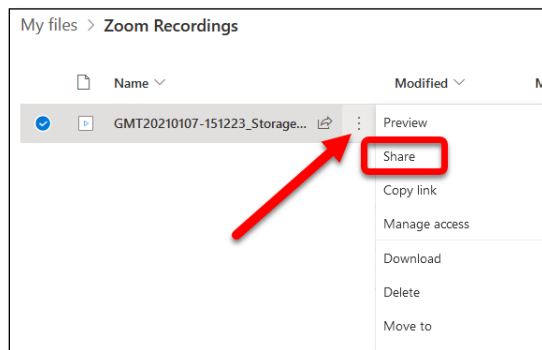 My files > Zoom Recordings
Name Modified M
GMT20210107-151223_Storage...
Preview
Share
Copy link
Manage access
Download
Delete
Move to